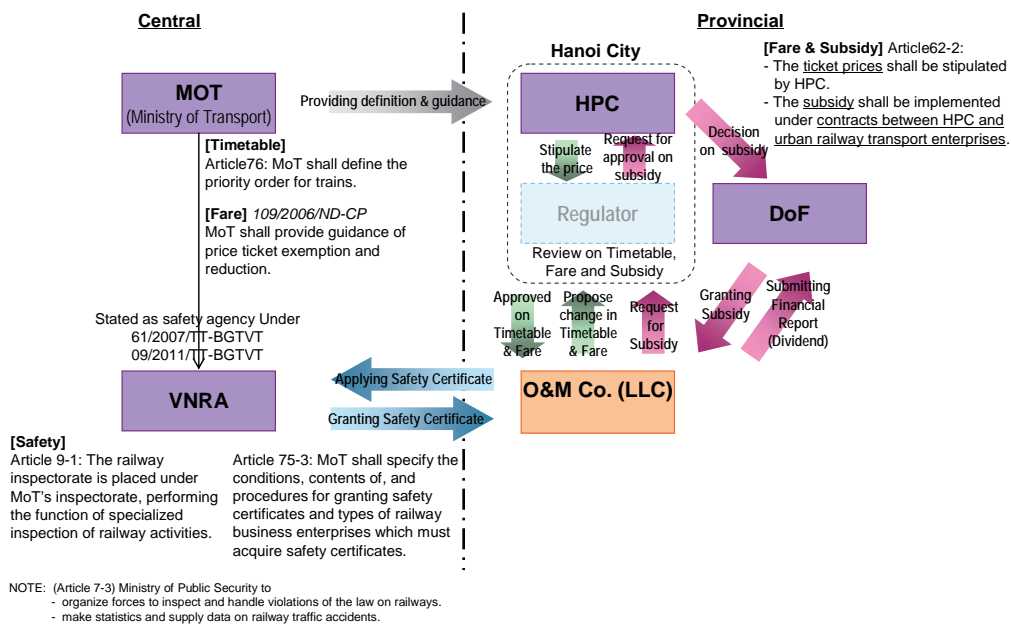 Central
Provincial
Hanoi City
[Fare & Subsidy] Article62-2:
- The ticket prices shall be stipulated
by HPC.
- The subsidy shall be implemented
under contracts between HPC and
urban railway transport enterprises.
MOT
(Ministry of Transport)
Providing definition & guidance
HPC
[Timetable]
Article76: MoT shall define the
priority order for trains.
Stipulate
the price
Request for
approval on
subsidy
Decision
on subsidy
[Fare] 109/2006/ND-CP
MoT shall provide guidance of
price ticket exemption and
reduction.
Regulator
DoF
Review on Timetable,
Fare and Subsidy
Approved
on
Timetable
& Fare
Propose
change in
Timetable
& Fare
Request
for
Subsidy
Granting
Subsidy
Submitting
Financial
Report
(Dividend)
Stated as safety agency Under
61/2007/TT-BGTVT
09/2011/TT-BGTVT
VNRA
Applying Safety Certificate
Granting Safety Certificate
O&M Co. (LLC)
[Safety]
Article 9-1: The railway
inspectorate is placed under
MoT's inspectorate, performing
the function of specialized
inspection of railway activities.
Article 75-3: MoT shall specify the
conditions, contents of, and
procedures for granting safety
certificates and types of railway
business enterprises which must
acquire safety certificates.
NOTE: (Article 7-3) Ministry of Public Security to
- organize forces to inspect and handle violations of the law on railways.
- make statistics and supply data on railway traffic accidents.